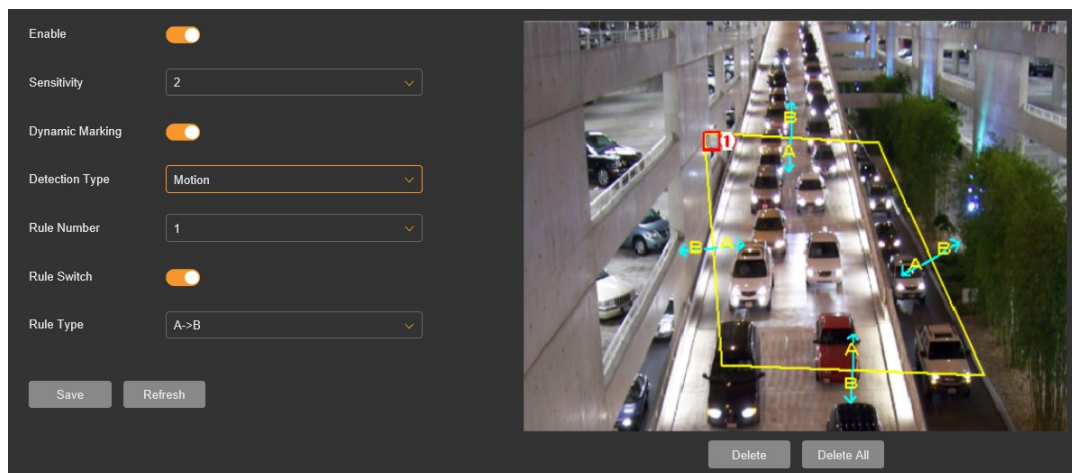 Enable
Sensitivity
2
Dynamic Marking
Detection Type
Motion
Rule Number
1
Rule Switch
Rule Type
A->B
Save
Refresh
B
1
A
B
A
A
B
A
B
Delete
Delete All